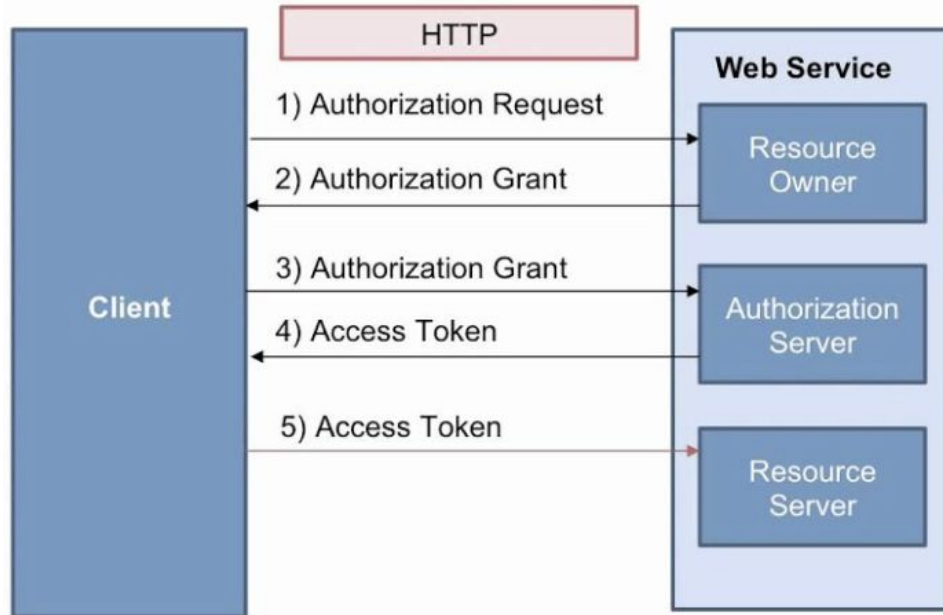 HTTP
Web Service
1) Authorization Request
Resource
Owner
2) Authorization Grant
3) Authorization Grant
Client
Authorization
Server
4) Access Token
5) Access Token
Resource
Server